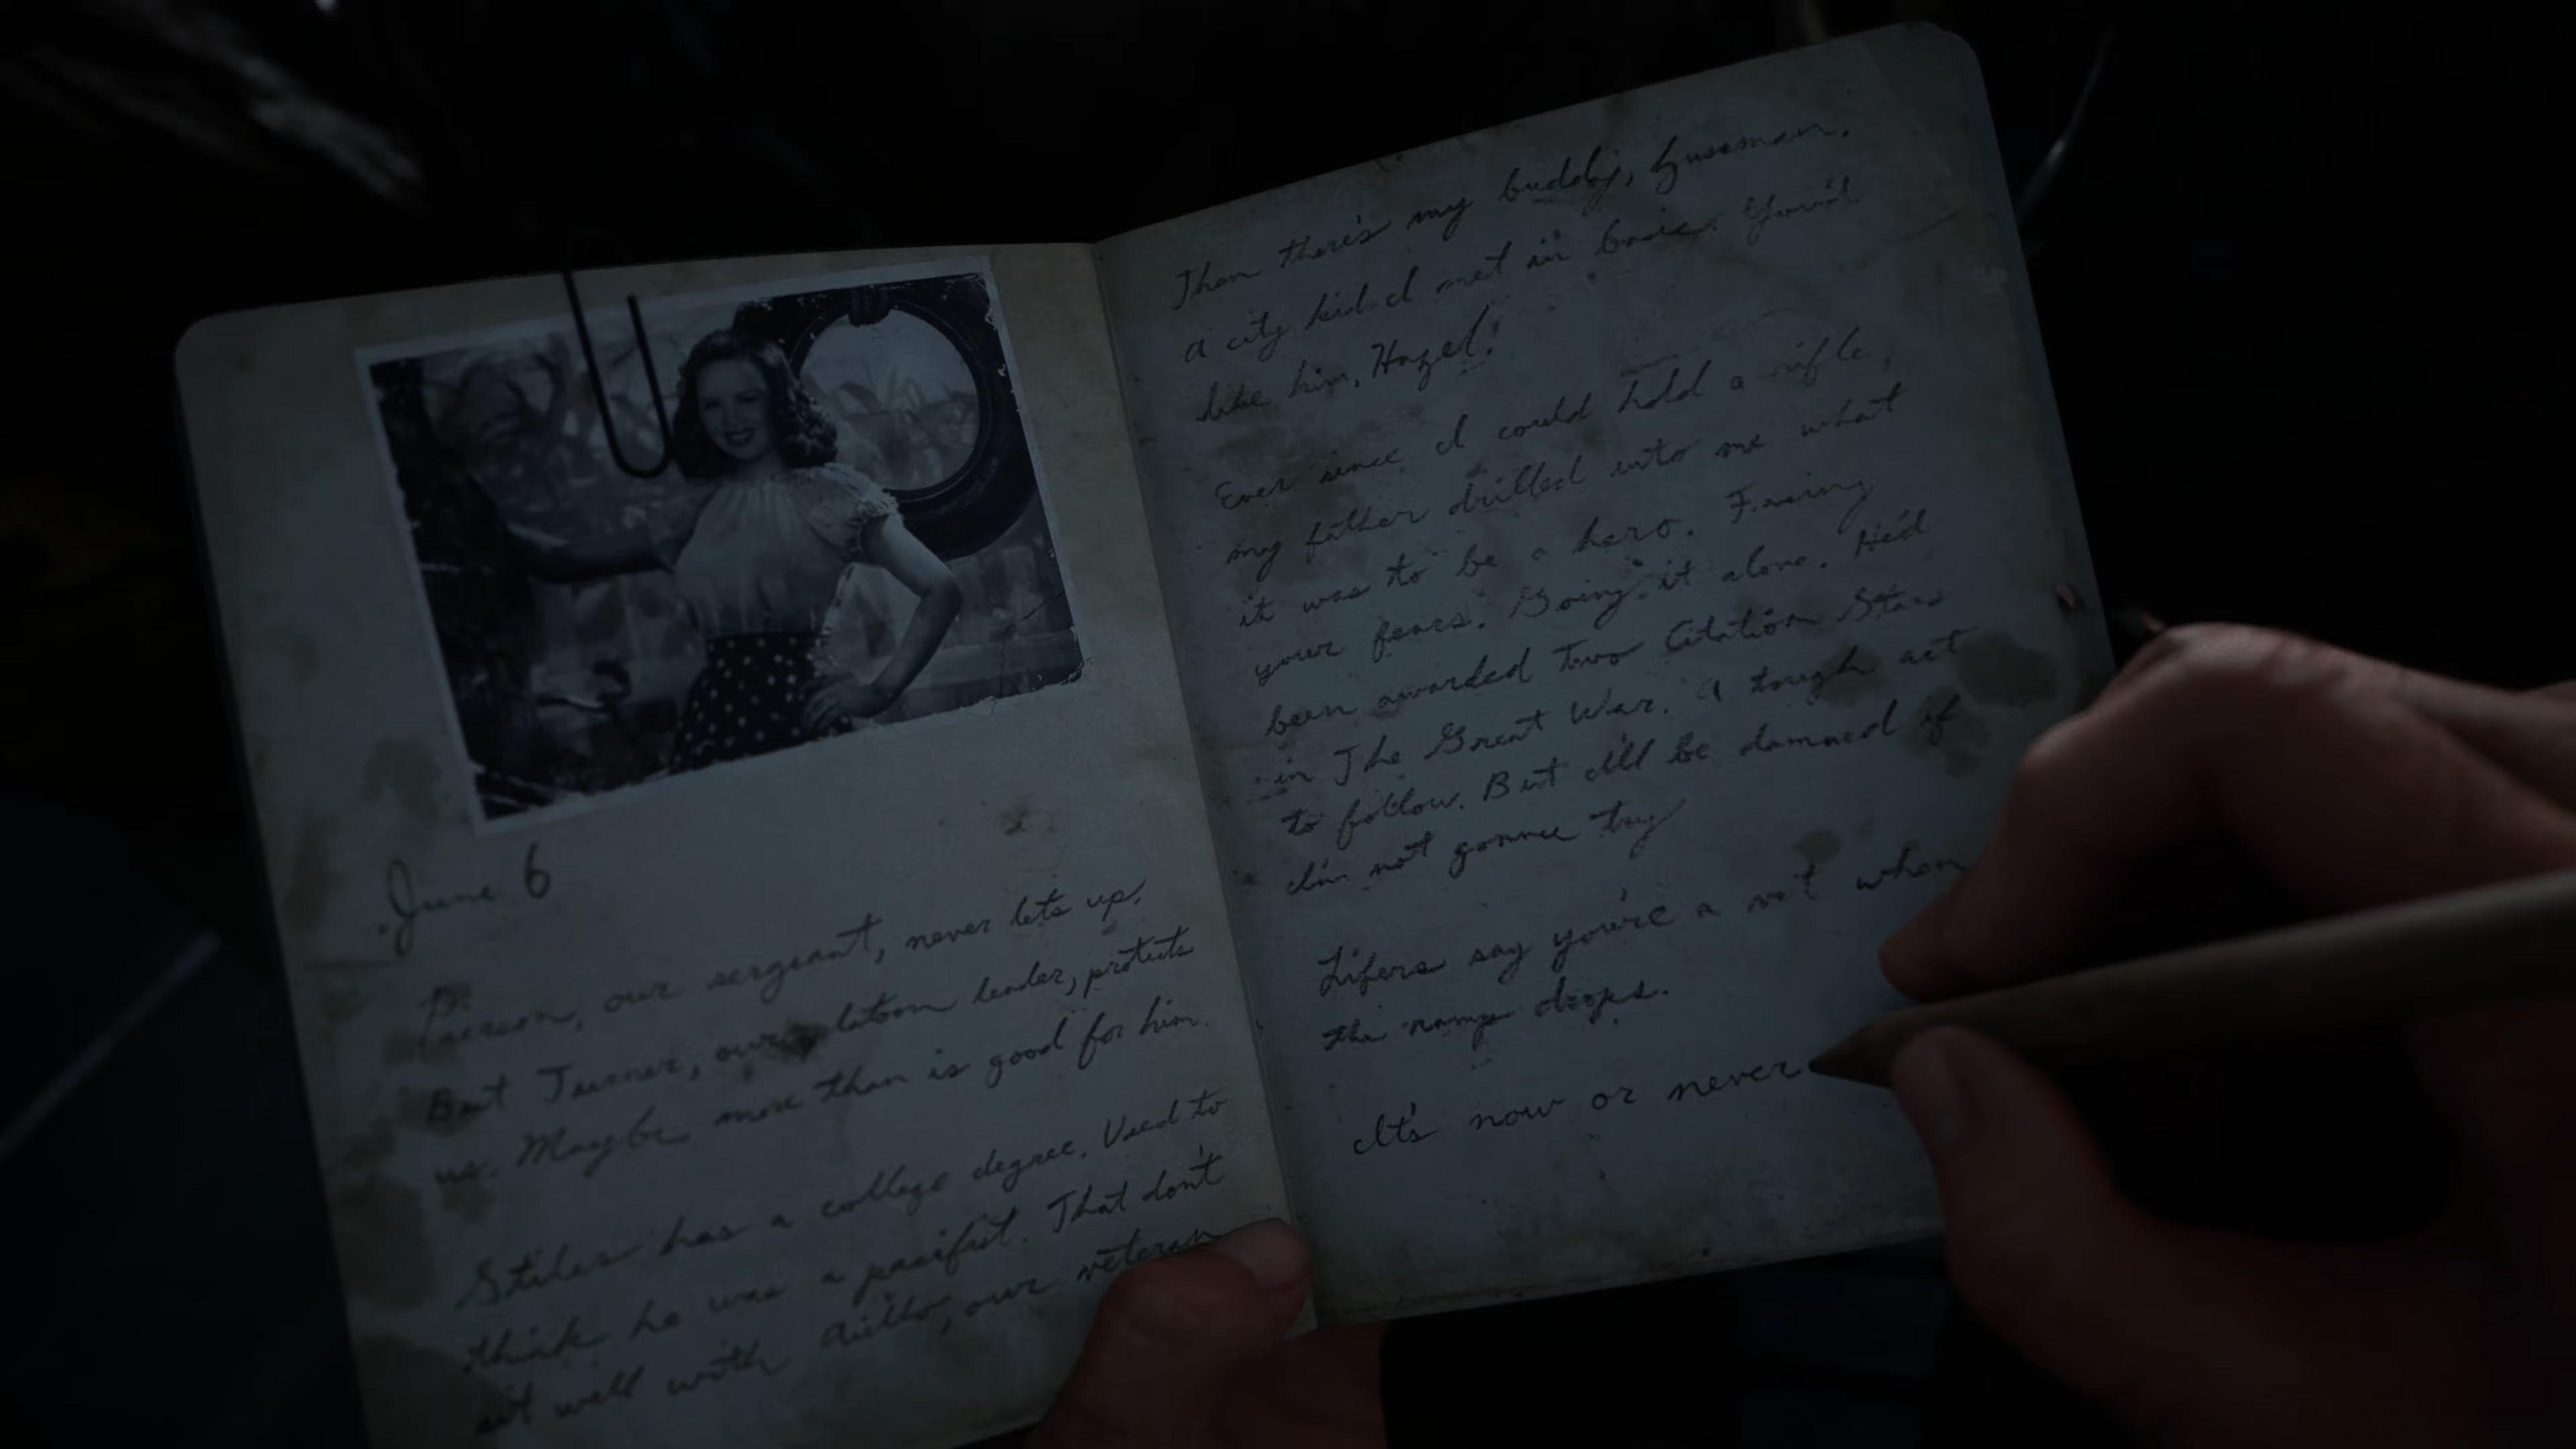 June 6
Pierson, our sergeant, never lets up.
But Turner, our platoon leader, protects
us. Maybe more than is good for him.
Stiles has a college degree. Used to
think he was a pacifist. That don't
sit well with Aiello, our veteran
Then there's my buddy, Zussman.
A city kid I met in basic. You'd
like him, Hazel!
Ever since I could hold a rifle,
my father drilled into me what
it was to be a hero. Facing
your fears. Going it alone. He'd
been awarded Two Citation Stars
in The Great War. A tough act
to follow. But I'll be damned if
I'm not gonna try
Lifers say you're a vet when
the ramp drops.
It's now or never